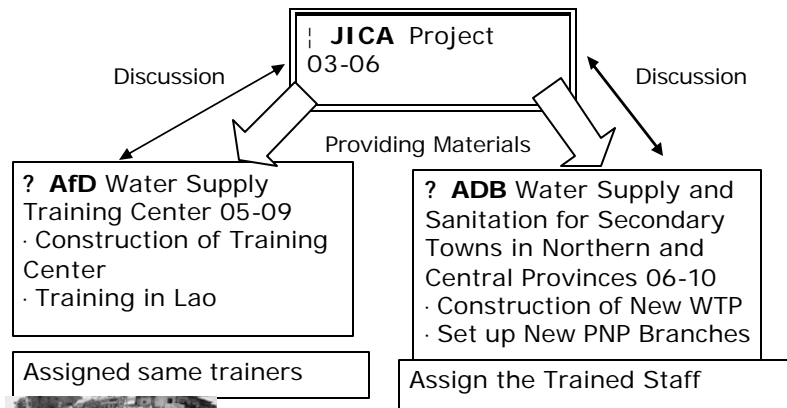 ¦ JICA Project
03-06
Discussion
Discussion
Providing Materials
? AfD Water Supply
Training Center 05-09
· Construction of Training
Center
· Training in Lao
? ADB Water Supply and
Sanitation for Secondary
Towns in Northern and
Central Provinces 06-10
· Construction of New WTP
· Set up New PNP Branches
Assigned same trainers
Assign the Trained Staff